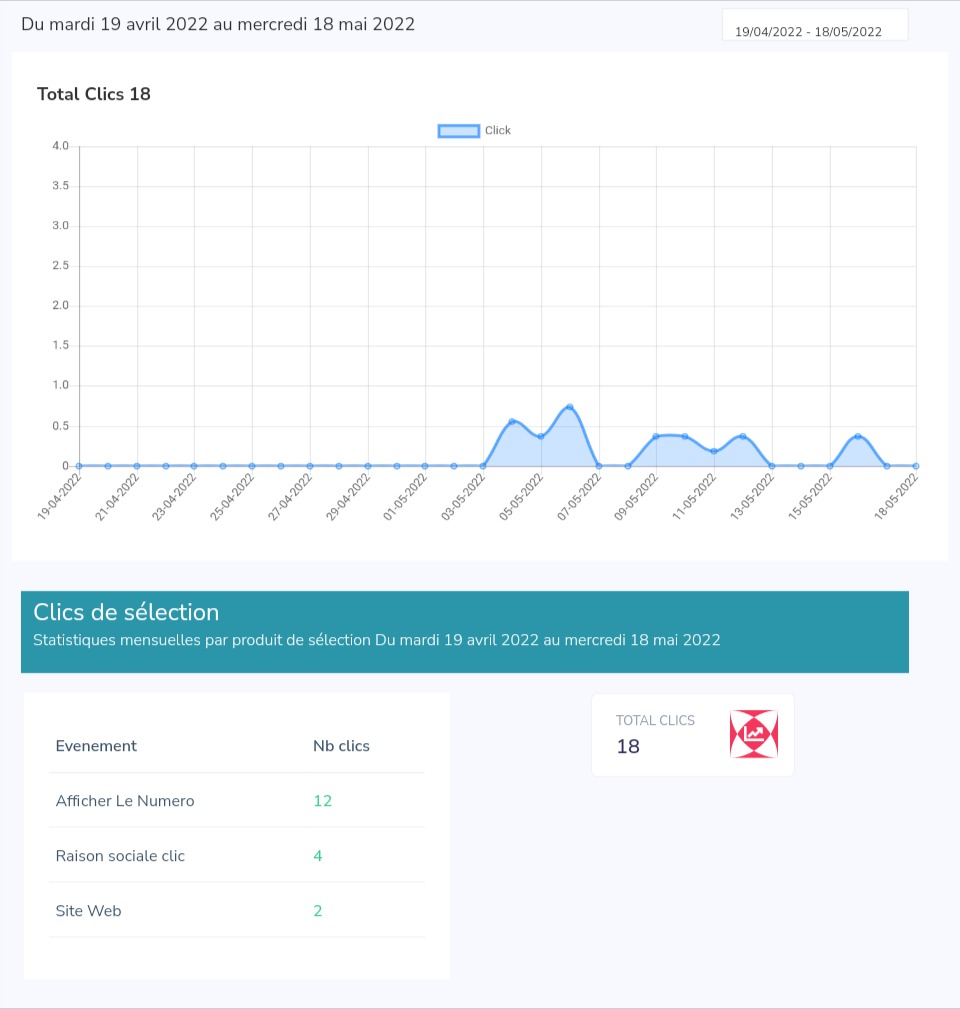 Du mardi 19 avril 2022 au mercredi 18 mai 2022
19/04/2022 - 18/05/2022
Total Clics 18
Click
4.0
3.5
3.0
2.5
2.0
1.5
1.0
0.5
0
19-04-2022
21-04-2022
23-04-2022
25-04-2022
27-04-2022
29-04-2022
01-05-2022
03-05-2022
05-05-2022
07-05-2022
09-05-2022
11-05-2022
13-05-2022
15-05-2022
18-05-2022
Clics de sélection
Statistiques mensuelles par produit de sélection Du mardi 19 avril 2022 au mercredi 18 mai 2022
Evenement Nb clics
Afficher Le Numero 12
Raison sociale clic 4
Site Web 2
TOTAL CLICS
18